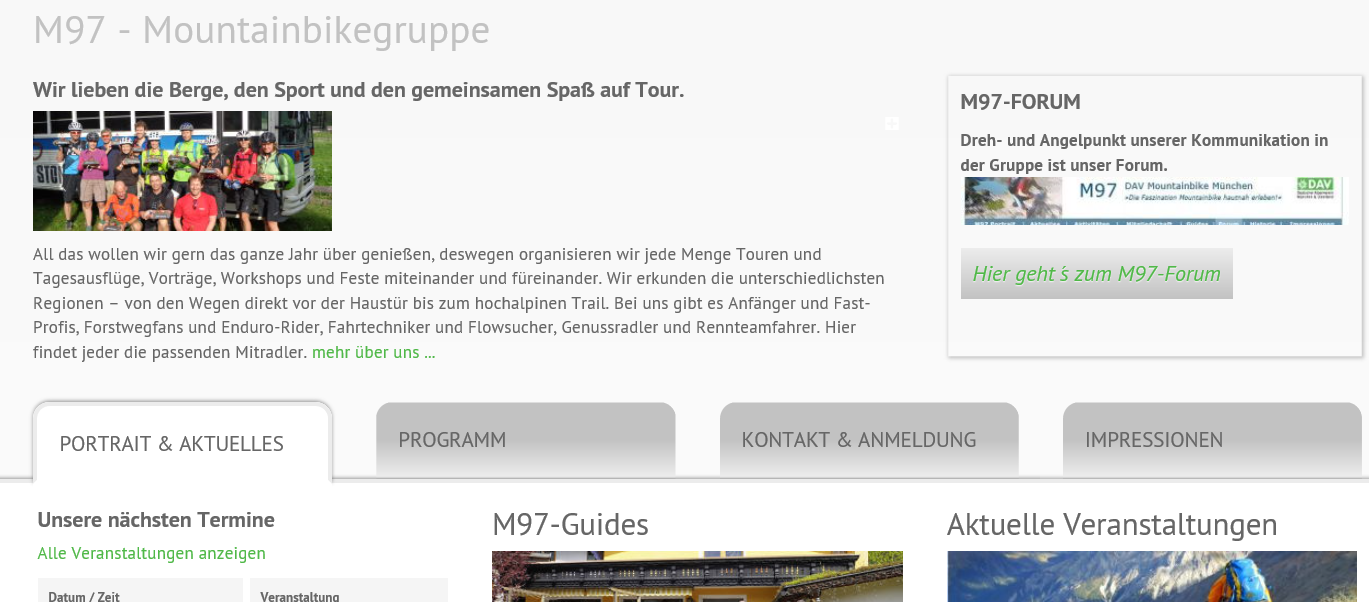 M97 - Mountainbikegruppe
Wir lieben die Berge, den Sport und den gemeinsamen Spaß auf Tour.
STO
All das wollen wir gern das ganze Jahr über genießen, deswegen organisieren wir jede Menge Touren und
Tagesausflüge, Vorträge, Workshops und Feste miteinander und füreinander. Wir erkunden die unterschiedlichsten
Regionen – von den Wegen direkt vor der Haustür bis zum hochalpinen Trail. Bei uns gibt es Anfänger und Fast-
Profis, Forstwegfans und Enduro-Rider, Fahrtechniker und Flowsucher, Genussradler und Rennteamfahrer. Hier
findet jeder die passenden Mitradler. mehr über uns ...
M97-FORUM
Dreh- und Angelpunkt unserer Kommunikation in
der Gruppe ist unser Forum.
M97 DAV Mountainbike München
»Die Faszination Mountainbike hautnah erleben!«
DAV
Hier geht´s zum M97-Forum
PORTRAIT & AKTUELLES
PROGRAMM
KONTAKT & ANMELDUNG
IMPRESSIONEN
Unsere nächsten Termine
Alle Veranstaltungen anzeigen
Datum / Zeit
Veranstaltung
M97-Guides
Aktuelle Veranstaltungen